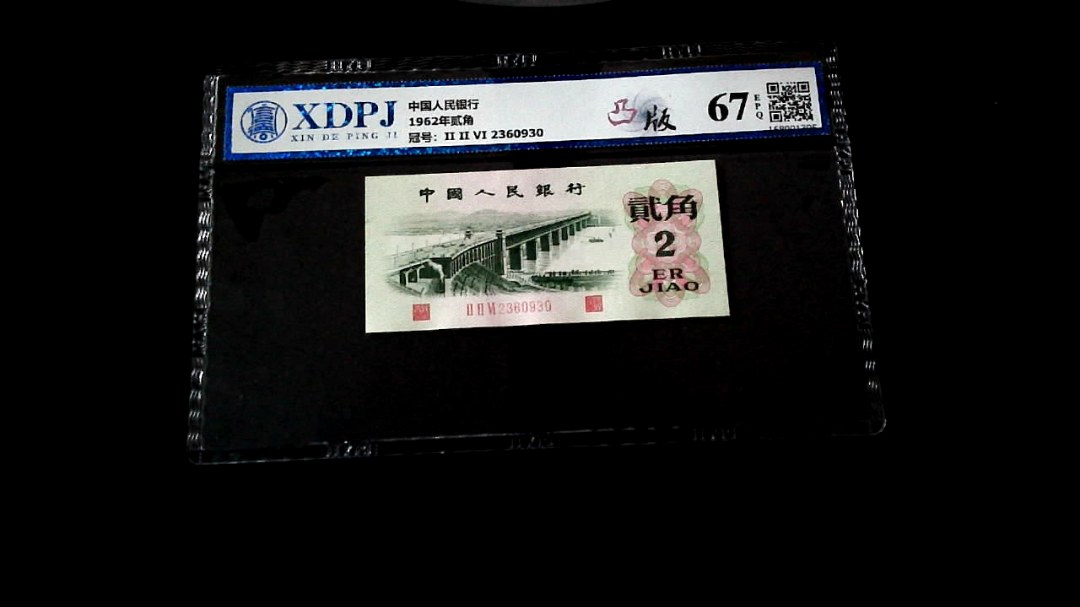 XDPJ
XIN DE PING JI
中国人民银行
1962年贰角
冠号：II II VI 2360930
凸版
67
EPQ
中國人民銀行
貳角
2
ER
JIAO
II II VI 2360930